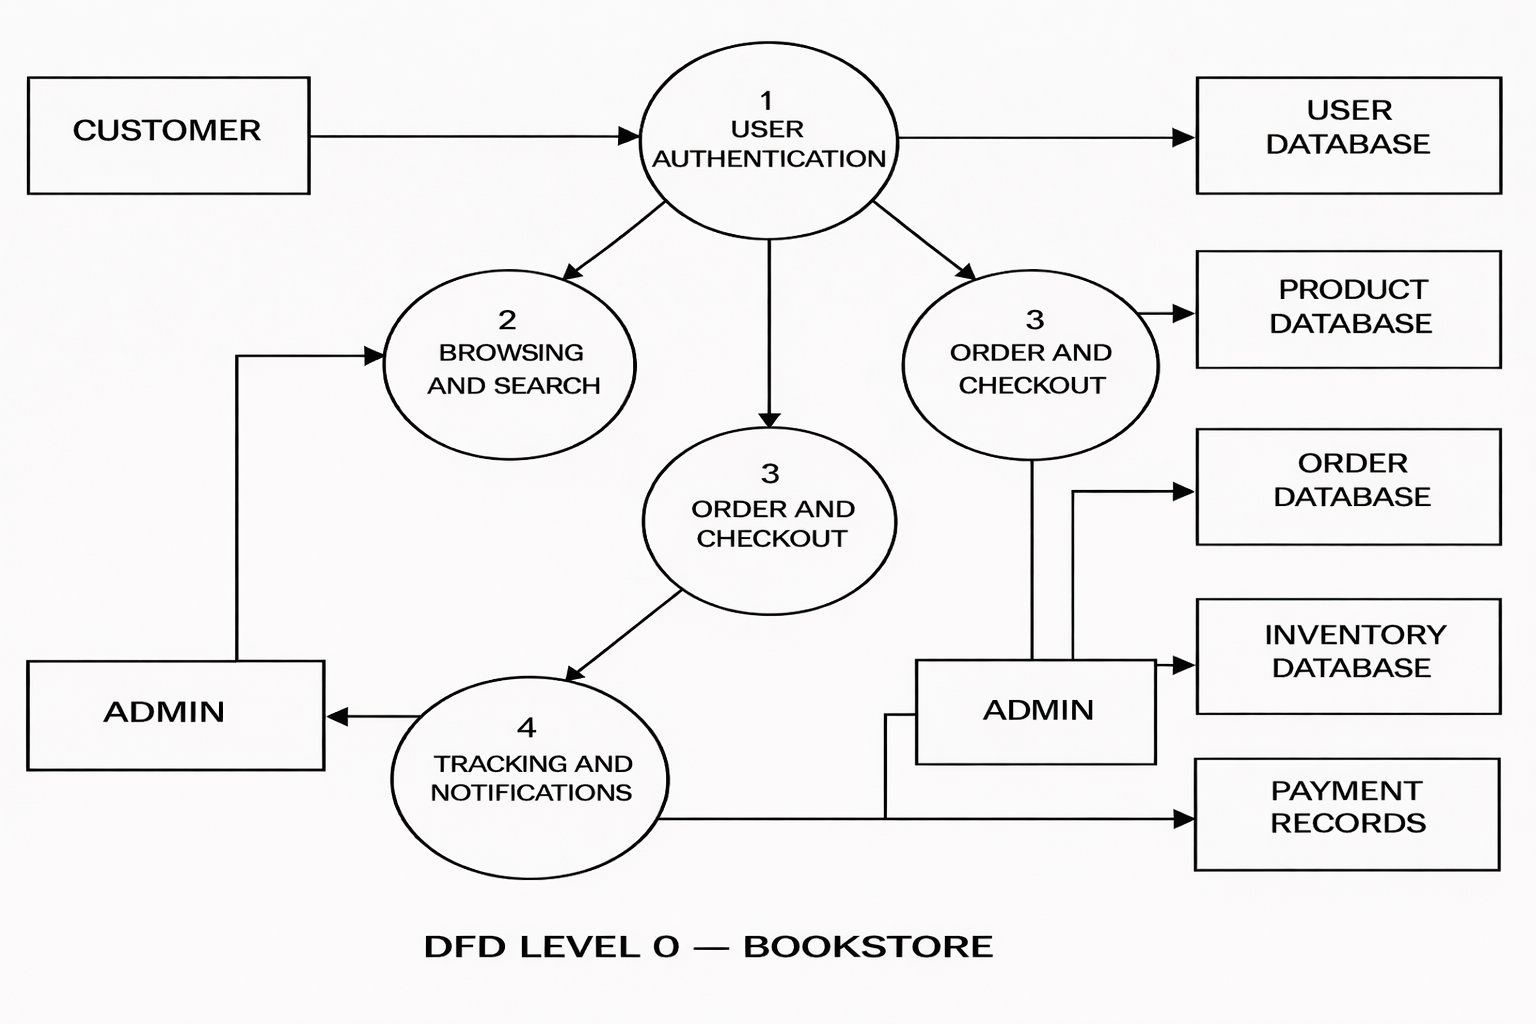 CUSTOMER
1
USER
AUTHENTICATION
USER
DATABASE
2
BROWSING
AND SEARCH
3
ORDER AND
CHECKOUT
PRODUCT
DATABASE
3
ORDER AND
CHECKOUT
ORDER
DATABASE
INVENTORY
DATABASE
ADMIN
4
TRACKING AND
NOTIFICATIONS
ADMIN
PAYMENT
RECORDS
DFD LEVEL 0 — BOOKSTORE